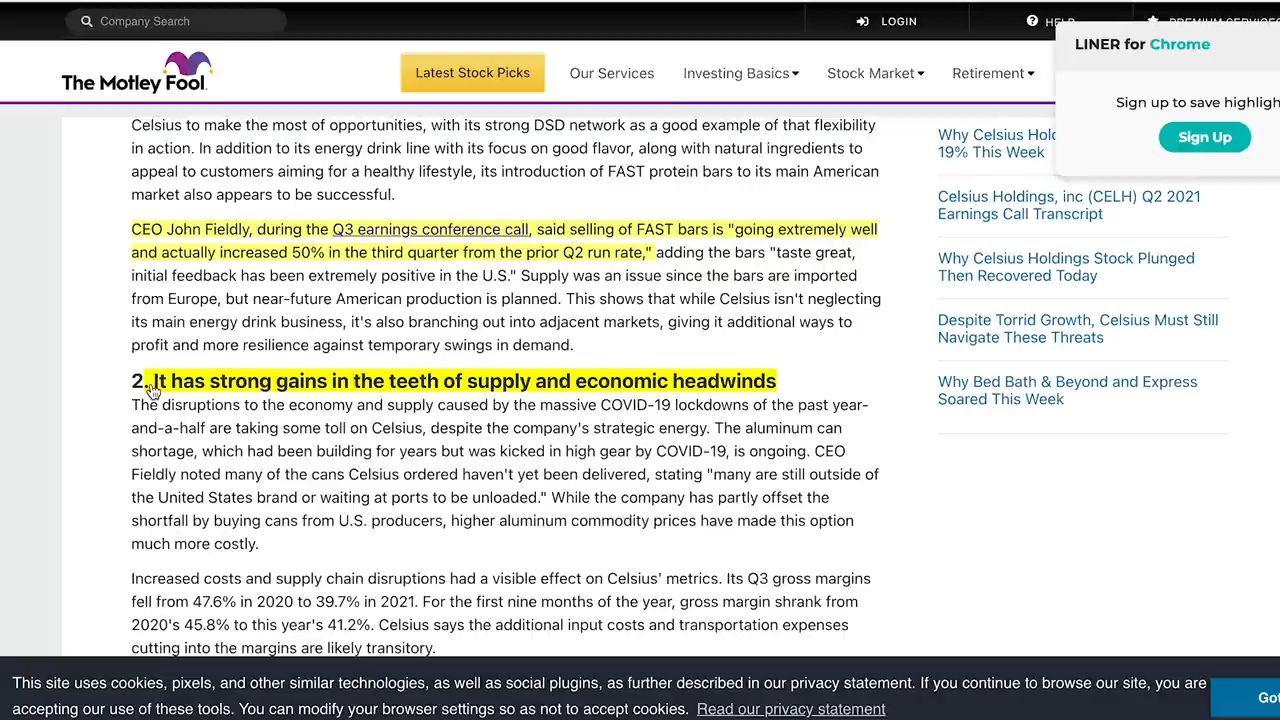 Company Search
LOGIN
HELP
PREMIUM SERVICES
LINER for Chrome
The Motley Fool.
Latest Stock Picks
Our Services
Investing Basics
Stock Market
Retirement
Sign up to save highligh
Sign Up
Celsius to make the most of opportunities, with its strong DSD network as a good example of that flexibility
in action. In addition to its energy drink line with its focus on good flavor, along with natural ingredients to
appeal to customers aiming for a healthy lifestyle, its introduction of FAST protein bars to its main American
market also appears to be successful.
CEO John Fieldly, during the Q3 earnings conference call, said selling of FAST bars is "going extremely well
and actually increased 50% in the third quarter from the prior Q2 run rate," adding the bars "taste great,
initial feedback has been extremely positive in the U.S." Supply was an issue since the bars are imported
from Europe, but near-future American production is planned. This shows that while Celsius isn't neglecting
its main energy drink business, it's also branching out into adjacent markets, giving it additional ways to
profit and more resilience against temporary swings in demand.
2. It has strong gains in the teeth of supply and economic headwinds
The disruptions to the economy and supply caused by the massive COVID-19 lockdowns of the past year-
and-a-half are taking some toll on Celsius, despite the company's strategic energy. The aluminum can
shortage, which had been building for years but was kicked in high gear by COVID-19, is ongoing. CEO
Fieldly noted many of the cans Celsius ordered haven't yet been delivered, stating "many are still outside of
the United States brand or waiting at ports to be unloaded." While the company has partly offset the
shortfall by buying cans from U.S. producers, higher aluminum commodity prices have made this option
much more costly.
Increased costs and supply chain disruptions had a visible effect on Celsius' metrics. Its Q3 gross margins
fell from 47.6% in 2020 to 39.7% in 2021. For the first nine months of the year, gross margin shrank from
2020's 45.8% to this year's 41.2%. Celsius says the additional input costs and transportation expenses
cutting into the margins are likely transitory.
Why Celsius Hold
19% This Week
Celsius Holdings, inc (CELH) Q2 2021
Earnings Call Transcript
Why Celsius Holdings Stock Plunged
Then Recovered Today
Despite Torrid Growth, Celsius Must Still
Navigate These Threats
Why Bed Bath & Beyond and Express
Soared This Week
This site uses cookies, pixels, and other similar technologies, as well as social plugins, as further described in our privacy statement. If you continue to browse our site, you are
accepting our use of these tools. You can modify your browser settings so as not to accept cookies. Read our privacy statement
Go